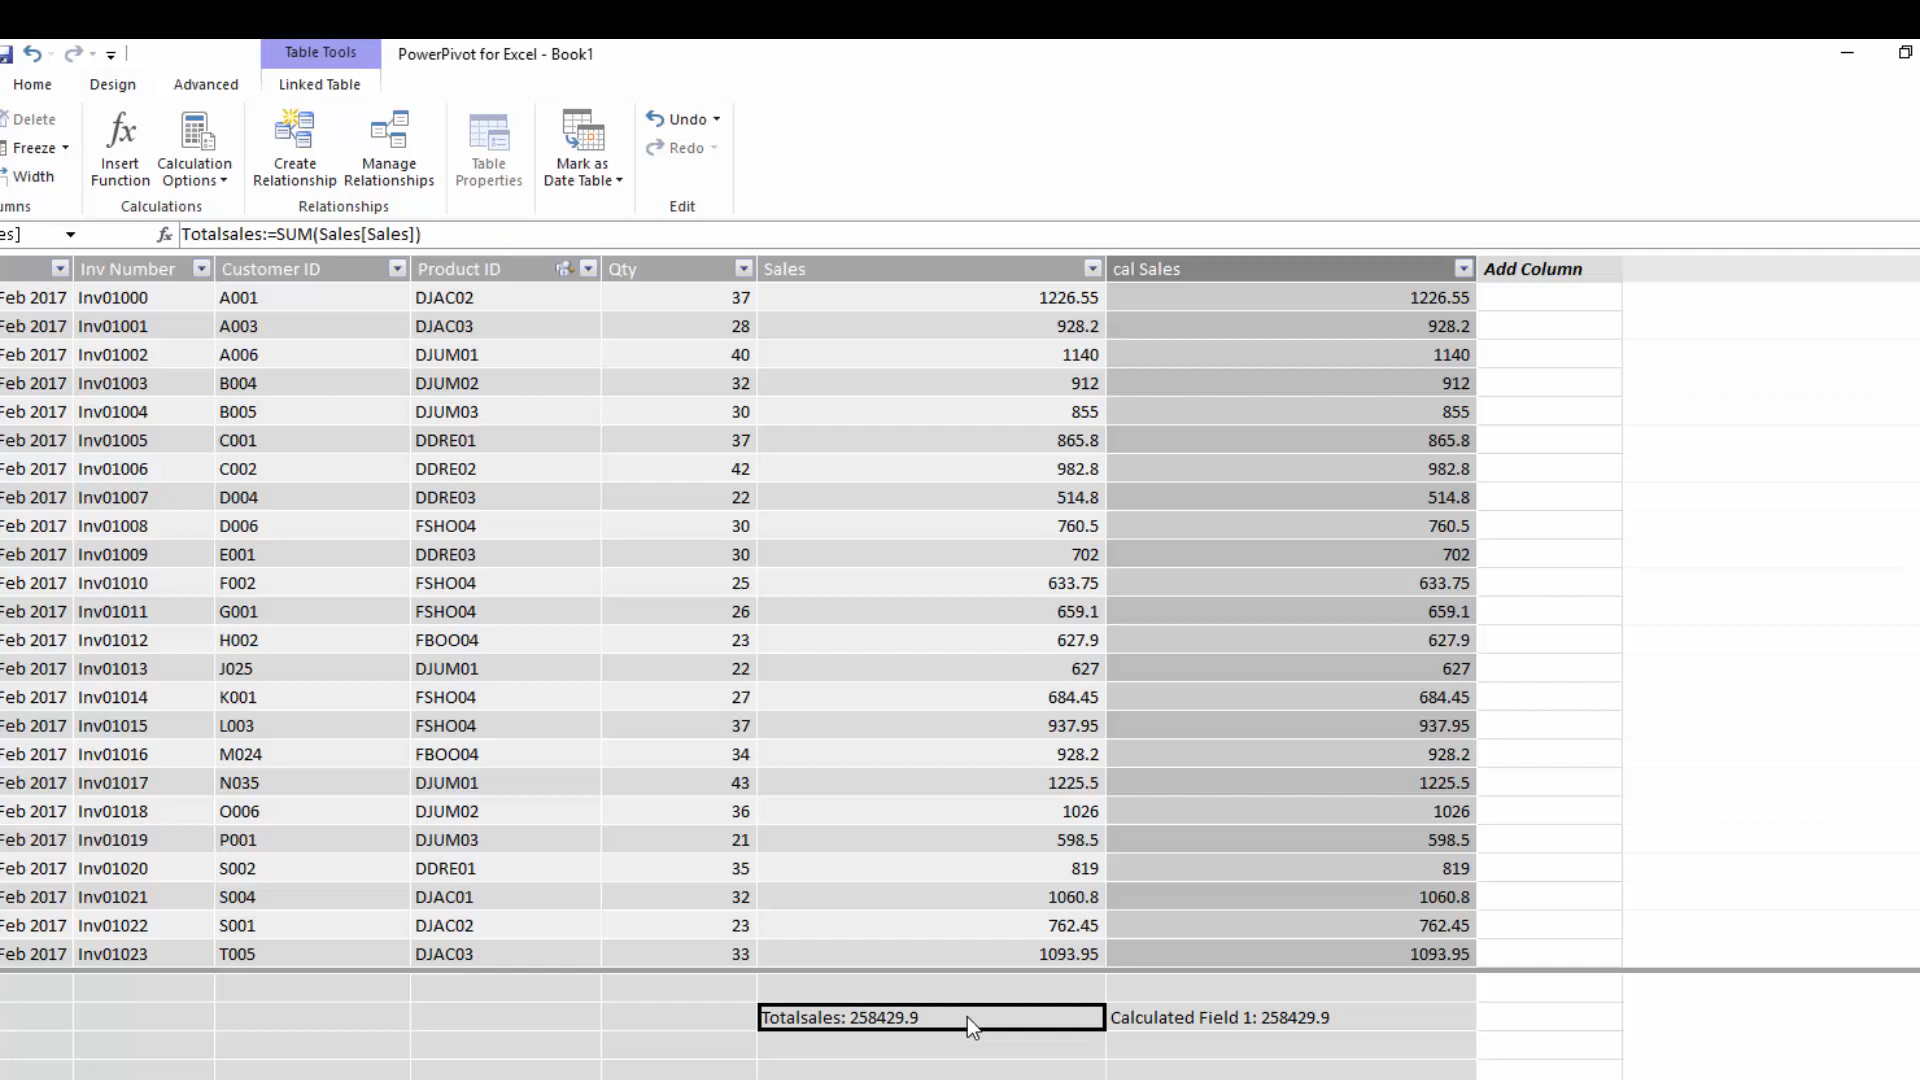 Table Tools PowerPivot for Excel - Book1
Home Design Advanced Linked Table
Delete
Freeze
Width
Insert Function
Calculation Options
Create Relationship
Manage Relationships
Table Properties
Mark as Date Table
Undo
Redo
umns Calculations Relationships Edit
es] fx Totalsales:=SUM(Sales[Sales])
Inv Number Customer ID Product ID Qty Sales cal Sales Add Column
Feb 2017 Inv01000 A001 DJAC02 37 1226.55 1226.55
Feb 2017 Inv01001 A003 DJAC03 28 928.2 928.2
Feb 2017 Inv01002 A006 DJUM01 40 1140 1140
Feb 2017 Inv01003 B004 DJUM02 32 912 912
Feb 2017 Inv01004 B005 DJUM03 30 855 855
Feb 2017 Inv01005 C001 DDRE01 37 865.8 865.8
Feb 2017 Inv01006 C002 DDRE02 42 982.8 982.8
Feb 2017 Inv01007 D004 DDRE03 22 514.8 514.8
Feb 2017 Inv01008 D006 FSHO04 30 760.5 760.5
Feb 2017 Inv01009 E001 DDRE03 30 702 702
Feb 2017 Inv01010 F002 FSHO04 25 633.75 633.75
Feb 2017 Inv01011 G001 FSHO04 26 659.1 659.1
Feb 2017 Inv01012 H002 FBOO04 23 627.9 627.9
Feb 2017 Inv01013 J025 DJUM01 22 627 627
Feb 2017 Inv01014 K001 FSHO04 27 684.45 684.45
Feb 2017 Inv01015 L003 FSHO04 37 937.95 937.95
Feb 2017 Inv01016 M024 FBOO04 34 928.2 928.2
Feb 2017 Inv01017 N035 DJUM01 43 1225.5 1225.5
Feb 2017 Inv01018 O006 DJUM02 36 1026 1026
Feb 2017 Inv01019 P001 DJUM03 21 598.5 598.5
Feb 2017 Inv01020 S002 DDRE01 35 819 819
Feb 2017 Inv01021 S004 DJAC01 32 1060.8 1060.8
Feb 2017 Inv01022 S001 DJAC02 23 762.45 762.45
Feb 2017 Inv01023 T005 DJAC03 33 1093.95 1093.95
Totalsales: 258429.9 Calculated Field 1: 258429.9